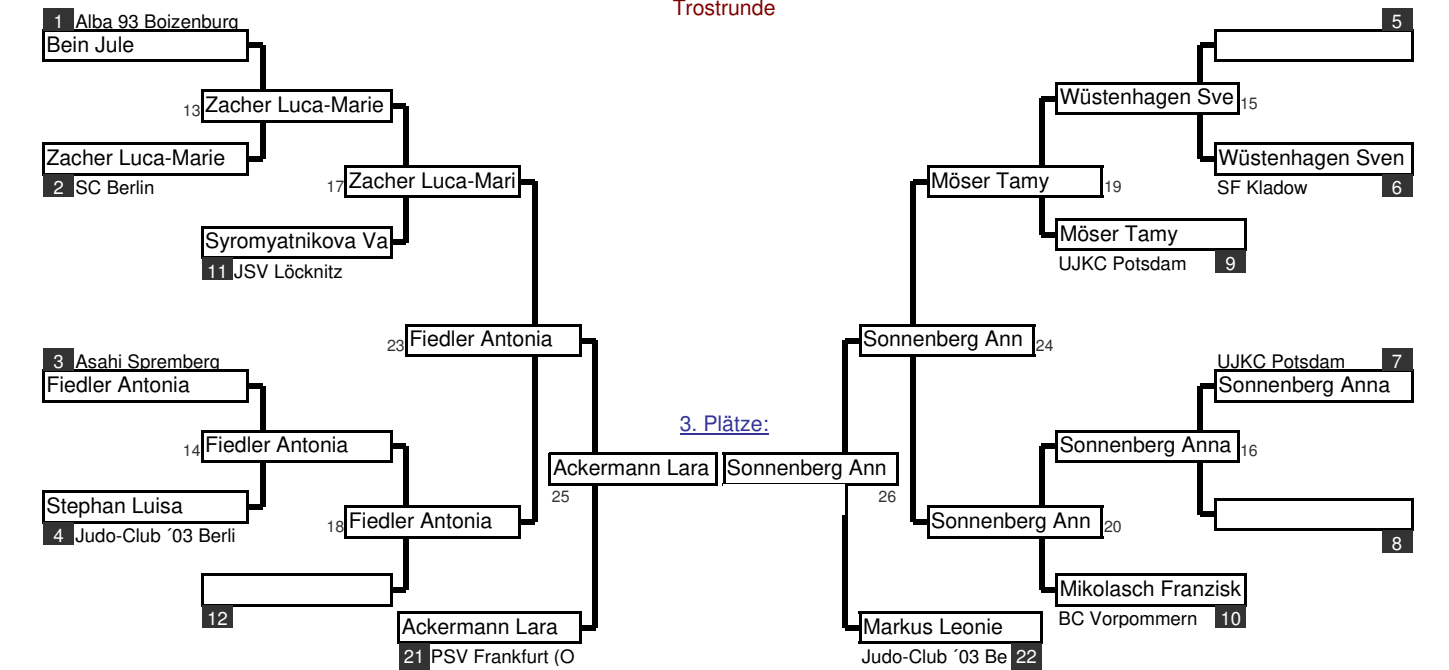 Trostrunde
1 Alba 93 Boizenburg
Bein Jule
13 Zacher Luca-Marie
Zacher Luca-Marie
2 SC Berlin
17 Zacher Luca-Mari
Syromyatnikova Va
11 JSV Löcknitz
23 Fiedler Antonia
3 Asahi Spremberg
Fiedler Antonia
14 Fiedler Antonia
Stephan Luisa
4 Judo-Club ´03 Berli
18 Fiedler Antonia
12
Ackermann Lara
21 PSV Frankfurt (O
Ackermann Lara
25
3. Plätze:
Sonnenberg Ann
26
5
Wüstenhagen Sve 15
Wüstenhagen Sven
SF Kladow 6
Möser Tamy 19
Möser Tamy
UJKC Potsdam 9
Sonnenberg Ann 24
UJKC Potsdam 7
Sonnenberg Anna
Sonnenberg Anna 16
8
Sonnenberg Ann 20
Mikolasch Franzisk
BC Vorpommern 10
Markus Leonie
Judo-Club ´03 Be 22